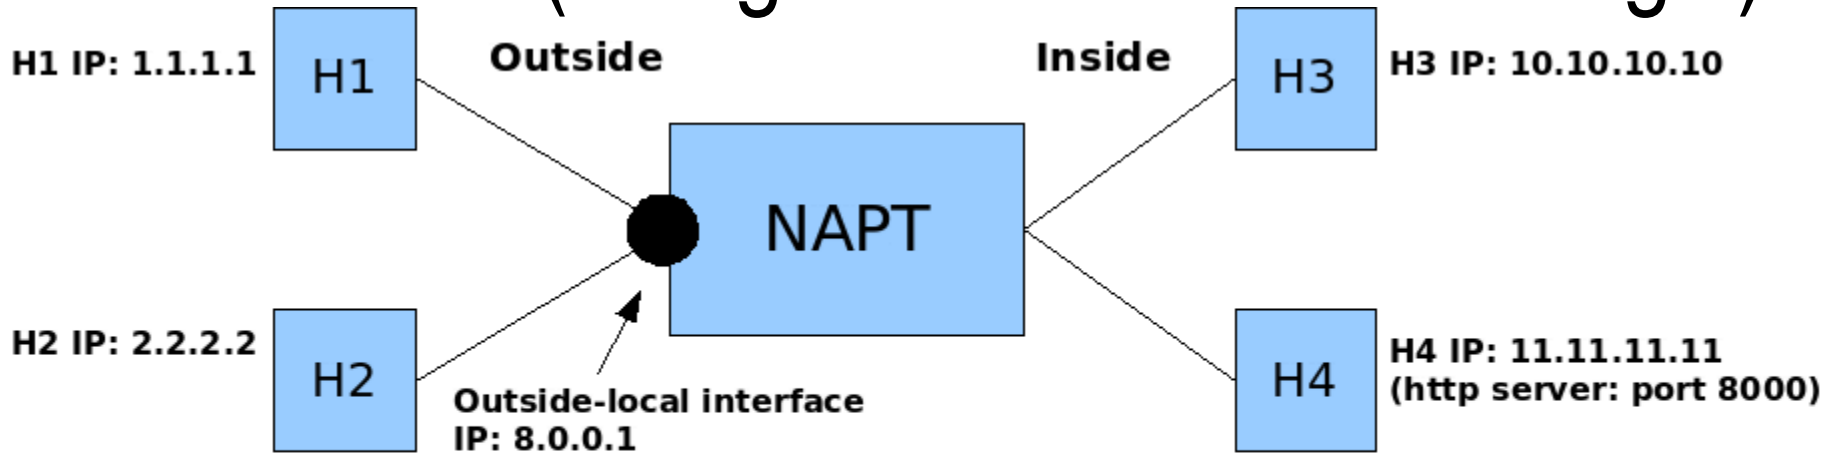 H1 IP: 1.1.1.1
H1
Outside
Inside
H3
H3 IP: 10.10.10.10
NAPT
H2 IP: 2.2.2.2
H2
Outside-local interface
IP: 8.0.0.1
H4
H4 IP: 11.11.11.11
(http server: port 8000)